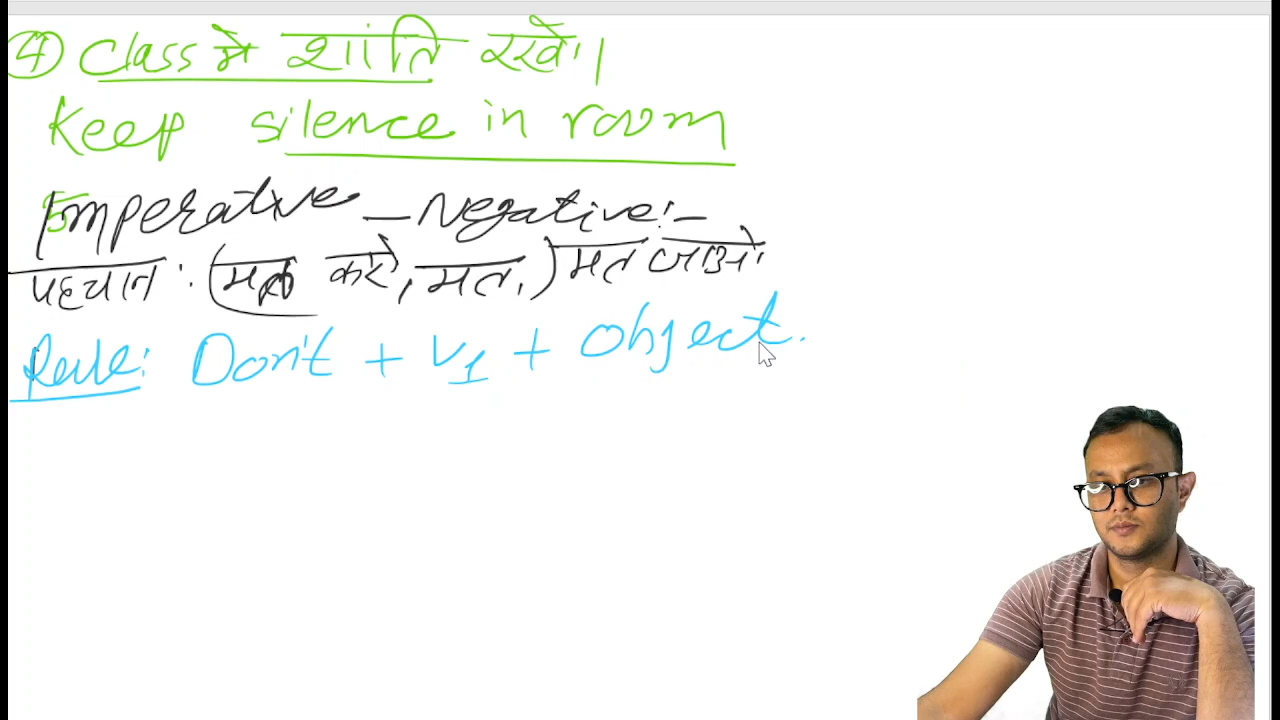 ④ Class मे शांति रखें।
Keep silence in room
Imperative - Negative:-
पहचान : (मत करे, मत,) मत जाओ।
Rule: Don't + V1 + Object.